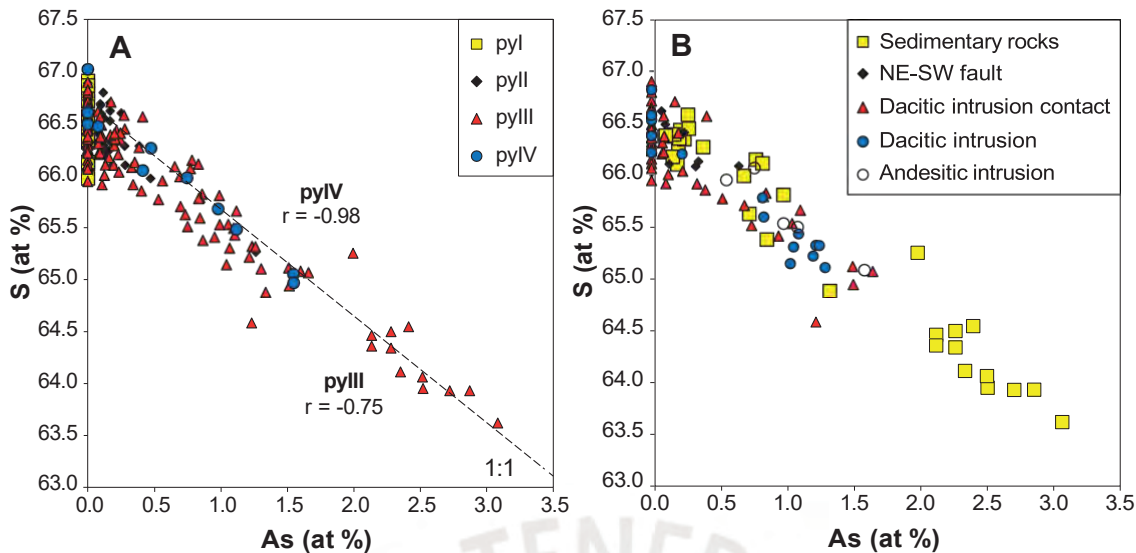 A
pyI
pyII
pyIII
pyIV
pyIV
r = -0.98
pyIII
r = -0.75
1:1
S (at %)
67.5
67.0
66.5
66.0
65.5
65.0
64.5
64.0
63.5
63.0
0.0 0.5 1.0 1.5 2.0 2.5 3.0 3.5
As (at %)
B
Sedimentary rocks
NE-SW fault
Dacitic intrusion contact
Dacitic intrusion
Andesitic intrusion
S (at %)
67.5
67.0
66.5
66.0
65.5
65.0
64.5
64.0
63.5
63.0
0.0 0.5 1.0 1.5 2.0 2.5 3.0 3.5
As (at %)
TENEB